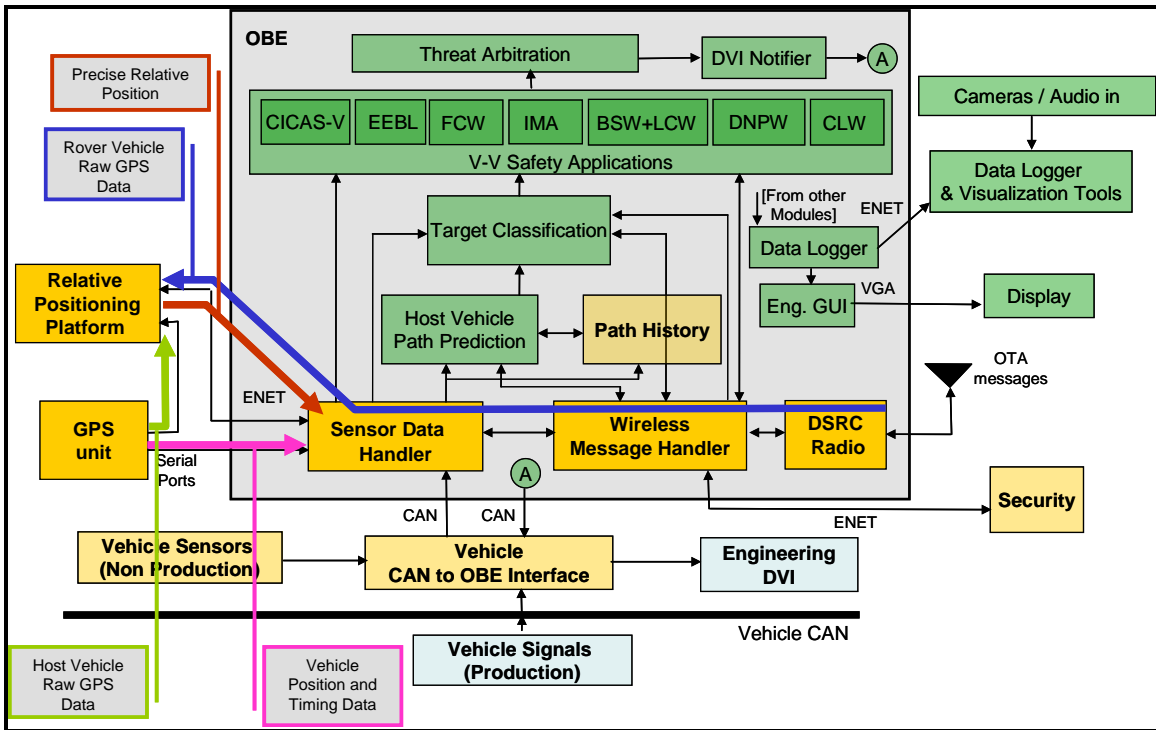 OBE
Threat Arbitration
DVI Notifier
A
Precise Relative
Position
Cameras / Audio in
CICAS-V
EEBL
FCW
IMA
BSW+LCW
DNPW
CLW
V-V Safety Applications
Rover Vehicle
Raw GPS
Data
Data Logger
& Visualization Tools
[From other
Modules]
ENET
Target Classification
Data Logger
VGA
Relative
Positioning
Platform
Eng. GUI
Display
Host Vehicle
Path Prediction
Path History
OTA
messages
ENET
GPS
unit
Serial
Ports
Sensor Data
Handler
Wireless
Message Handler
DSRC
Radio
A
CAN
CAN
ENET
Security
Vehicle Sensors
(Non Production)
Vehicle
CAN to OBE Interface
Engineering
DVI
Vehicle CAN
Vehicle Signals
(Production)
Host Vehicle
Raw GPS
Data
Vehicle
Position and
Timing Data